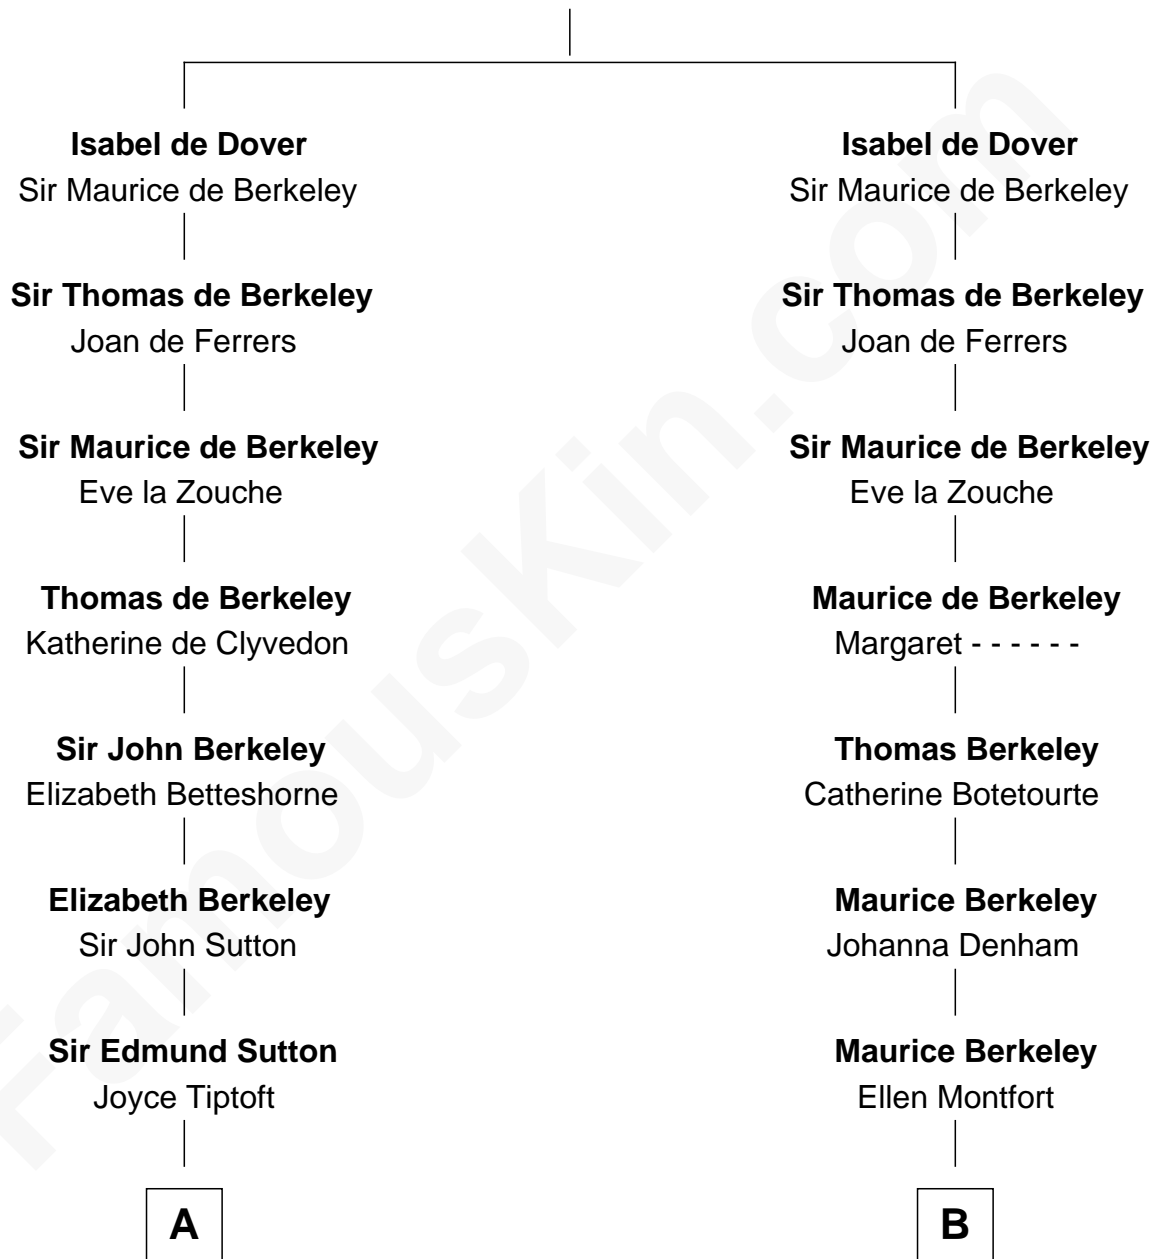 Isabel de Dover
Sir Maurice de Berkeley
Sir Thomas de Berkeley
Joan de Ferrers
Sir Maurice de Berkeley
Eve la Zouche
Thomas de Berkeley
Katherine de Clyvedon
Sir John Berkeley
Elizabeth Betteshorne
Elizabeth Berkeley
Sir John Sutton
Sir Edmund Sutton
Joyce Tiptoft
A
Isabel de Dover
Sir Maurice de Berkeley
Sir Thomas de Berkeley
Joan de Ferrers
Sir Maurice de Berkeley
Eve la Zouche
Maurice de Berkeley
Margaret - - - - - -
Thomas Berkeley
Catherine Botetourte
Maurice Berkeley
Johanna Denham
Maurice Berkeley
Ellen Montfort
B
FamousKin.com